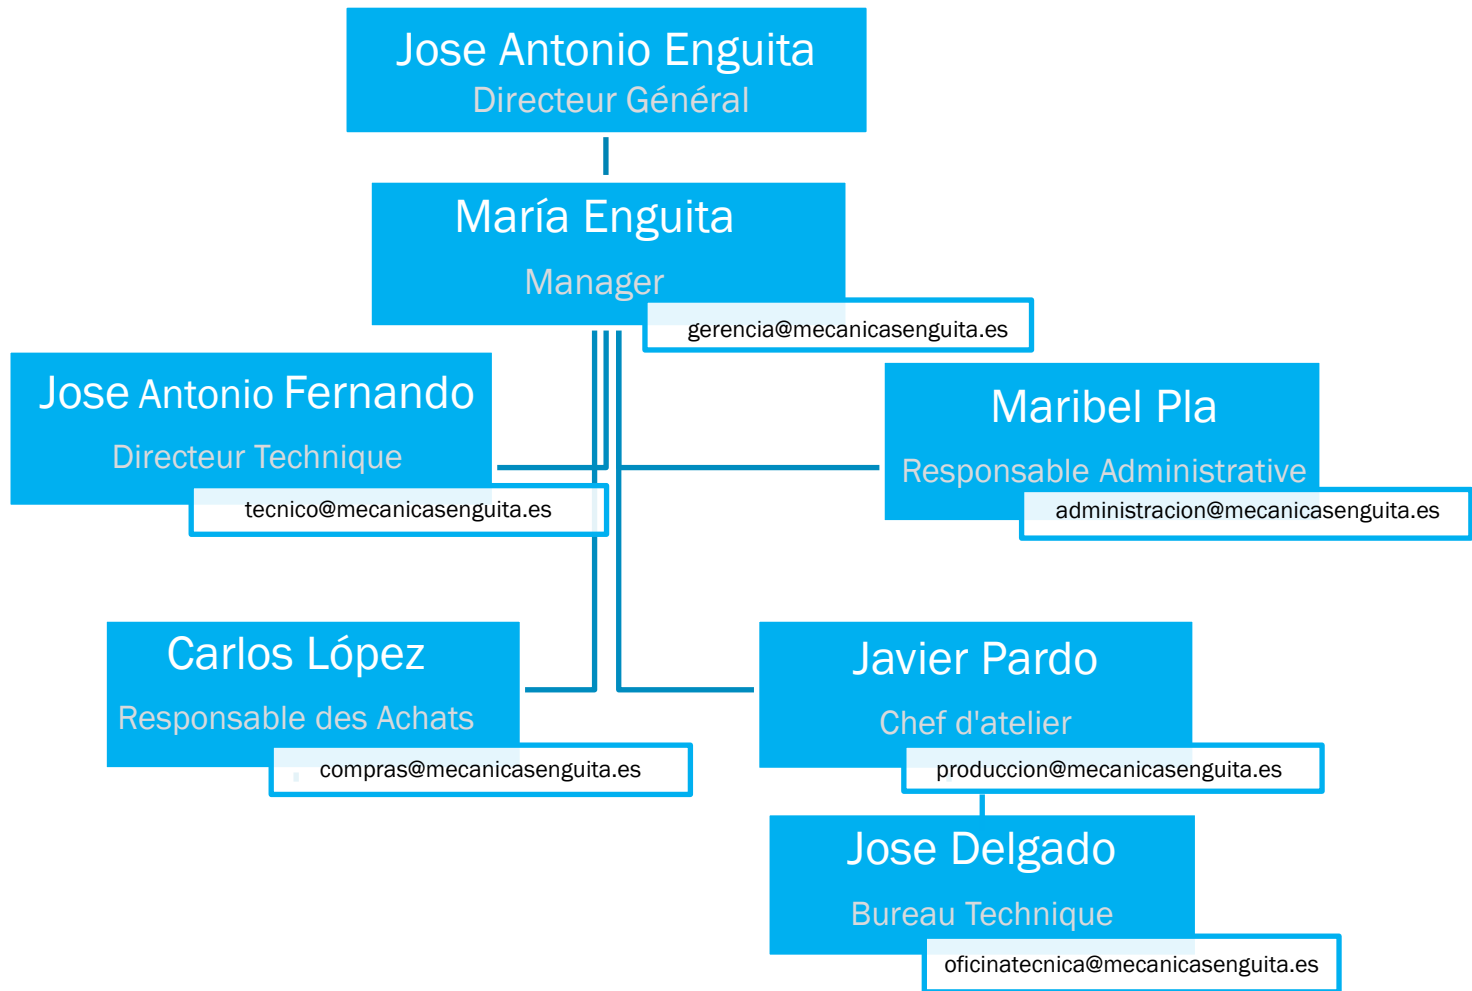 Jose Antonio Enguita
Directeur Général
María Enguita
Manager
gerencia@mecanicasenguita.es
Jose Antonio Fernando
Directeur Technique
tecnico@mecanicasenguita.es
Maribel Pla
Responsable Administrative
administracion@mecanicasenguita.es
Carlos López
Responsable des Achats
compras@mecanicasenguita.es
Javier Pardo
Chef d'atelier
produccion@mecanicasenguita.es
Jose Delgado
Bureau Technique
oficinatecnica@mecanicasenguita.es